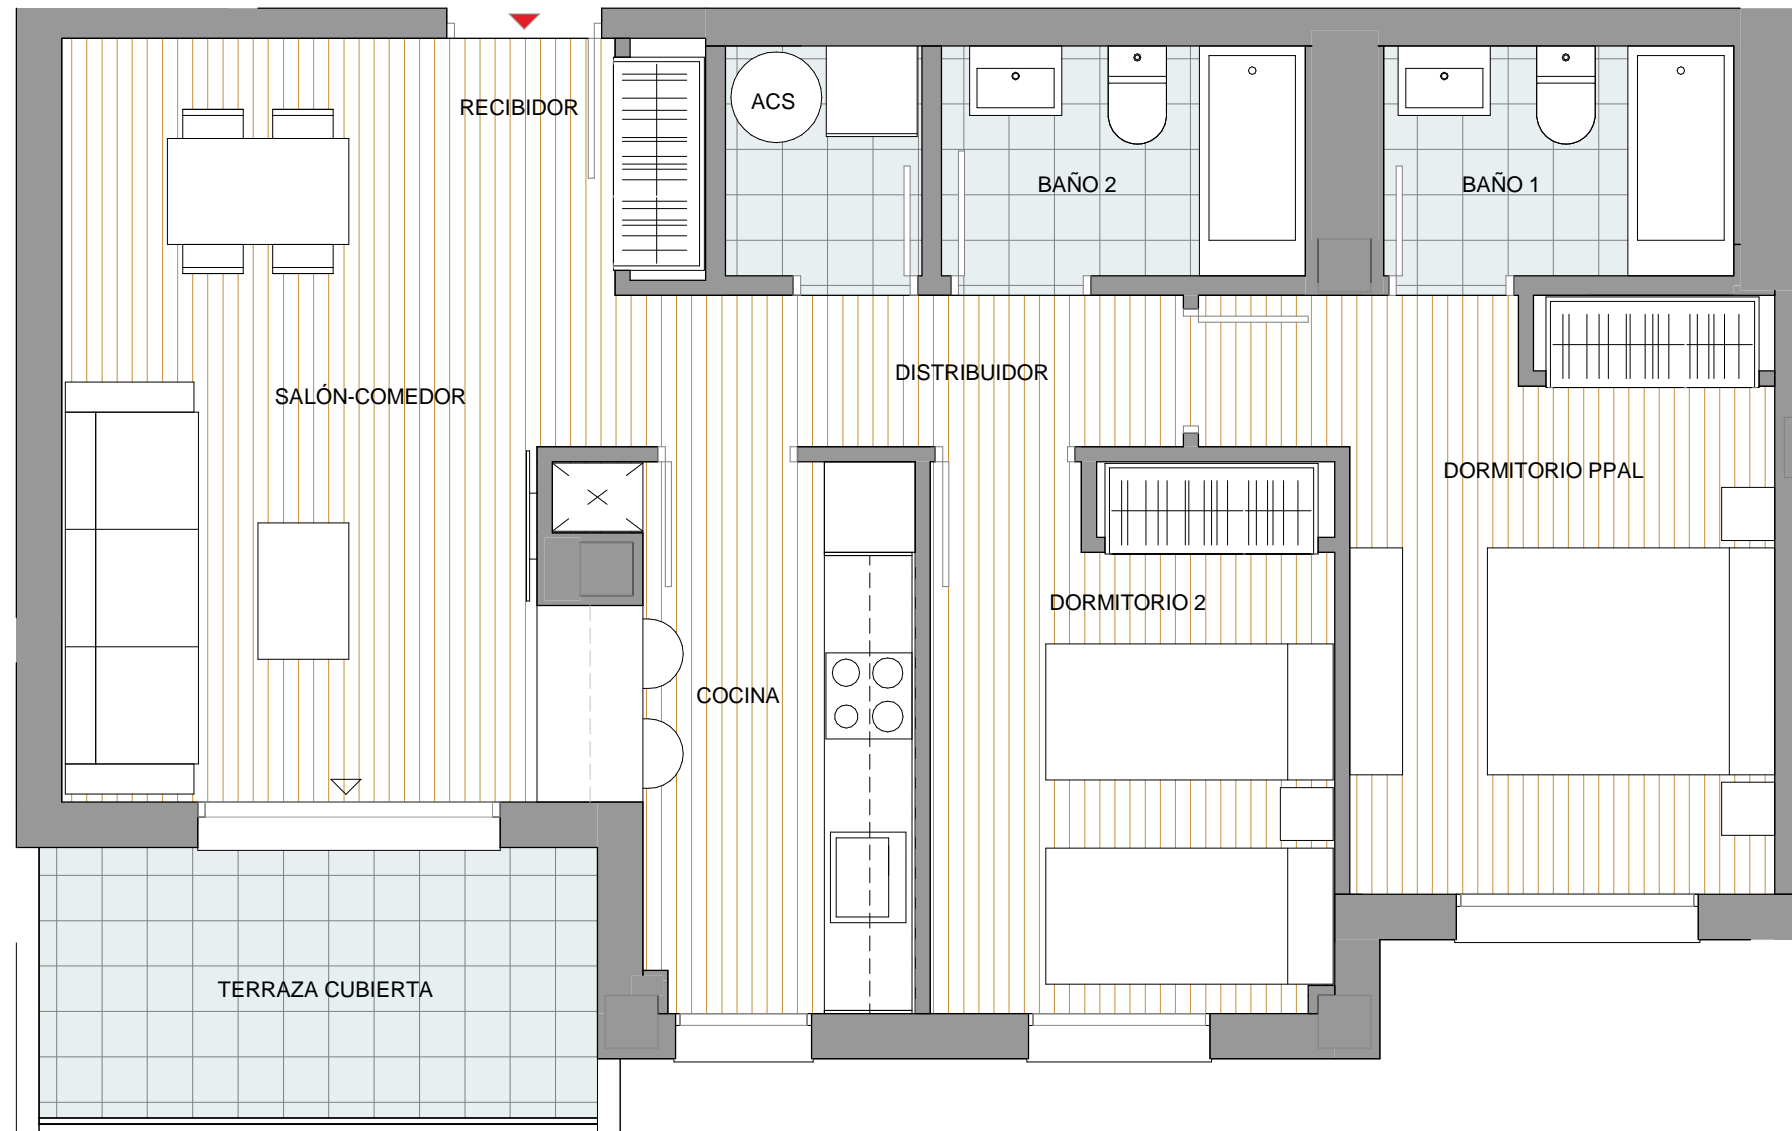 RECIBIDOR
ACS
BAÑO 2
BAÑO 1
SALÓN-COMEDOR
DISTRIBUIDOR
DORMITORIO PPAL
DORMITORIO 2
COCINA
TERRAZA CUBIERTA